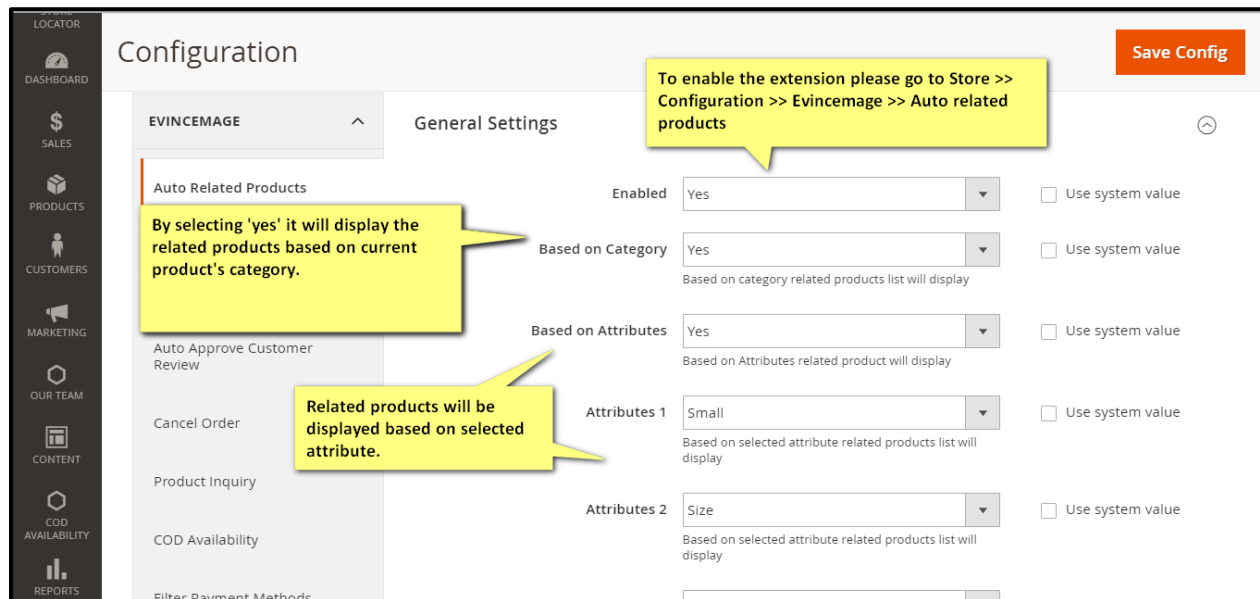 STORE
LOCATOR
DASHBOARD
SALES
PRODUCTS
CUSTOMERS
MARKETING
OUR TEAM
CONTENT
COD
AVAILABILITY
REPORTS
Configuration
Save Config
EVINCEMAGE
Auto Related Products
Auto Approve Customer
Review
Cancel Order
Product Inquiry
COD Availability
Filter Payment Methods
General Settings
To enable the extension please go to Store >>
Configuration >> Evincemage >> Auto related
products
Enabled Yes Use system value
By selecting 'yes' it will display the
related products based on current
product's category.
Based on Category Yes Use system value
Based on category related products list will display
Based on Attributes Yes Use system value
Based on Attributes related product will display
Related products will be
displayed based on selected
attribute.
Attributes 1 Small Use system value
Based on selected attribute related products list will
display
Attributes 2 Size Use system value
Based on selected attribute related products list will
display